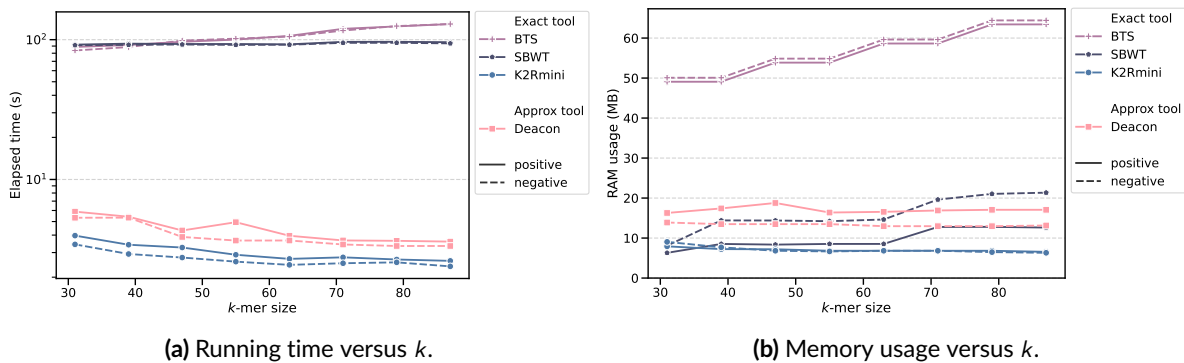 Elapsed time (s)
10²
10¹
30 40 50 60 70 80
k-mer size
Exact tool
BTS
SBWT
K2Rmini
Approx tool
Deacon
positive
negative
(a) Running time versus k.
RAM usage (MB)
60
50
40
30
20
10
0
30 40 50 60 70 80
k-mer size
Exact tool
BTS
SBWT
K2Rmini
Approx tool
Deacon
positive
negative
(b) Memory usage versus k.